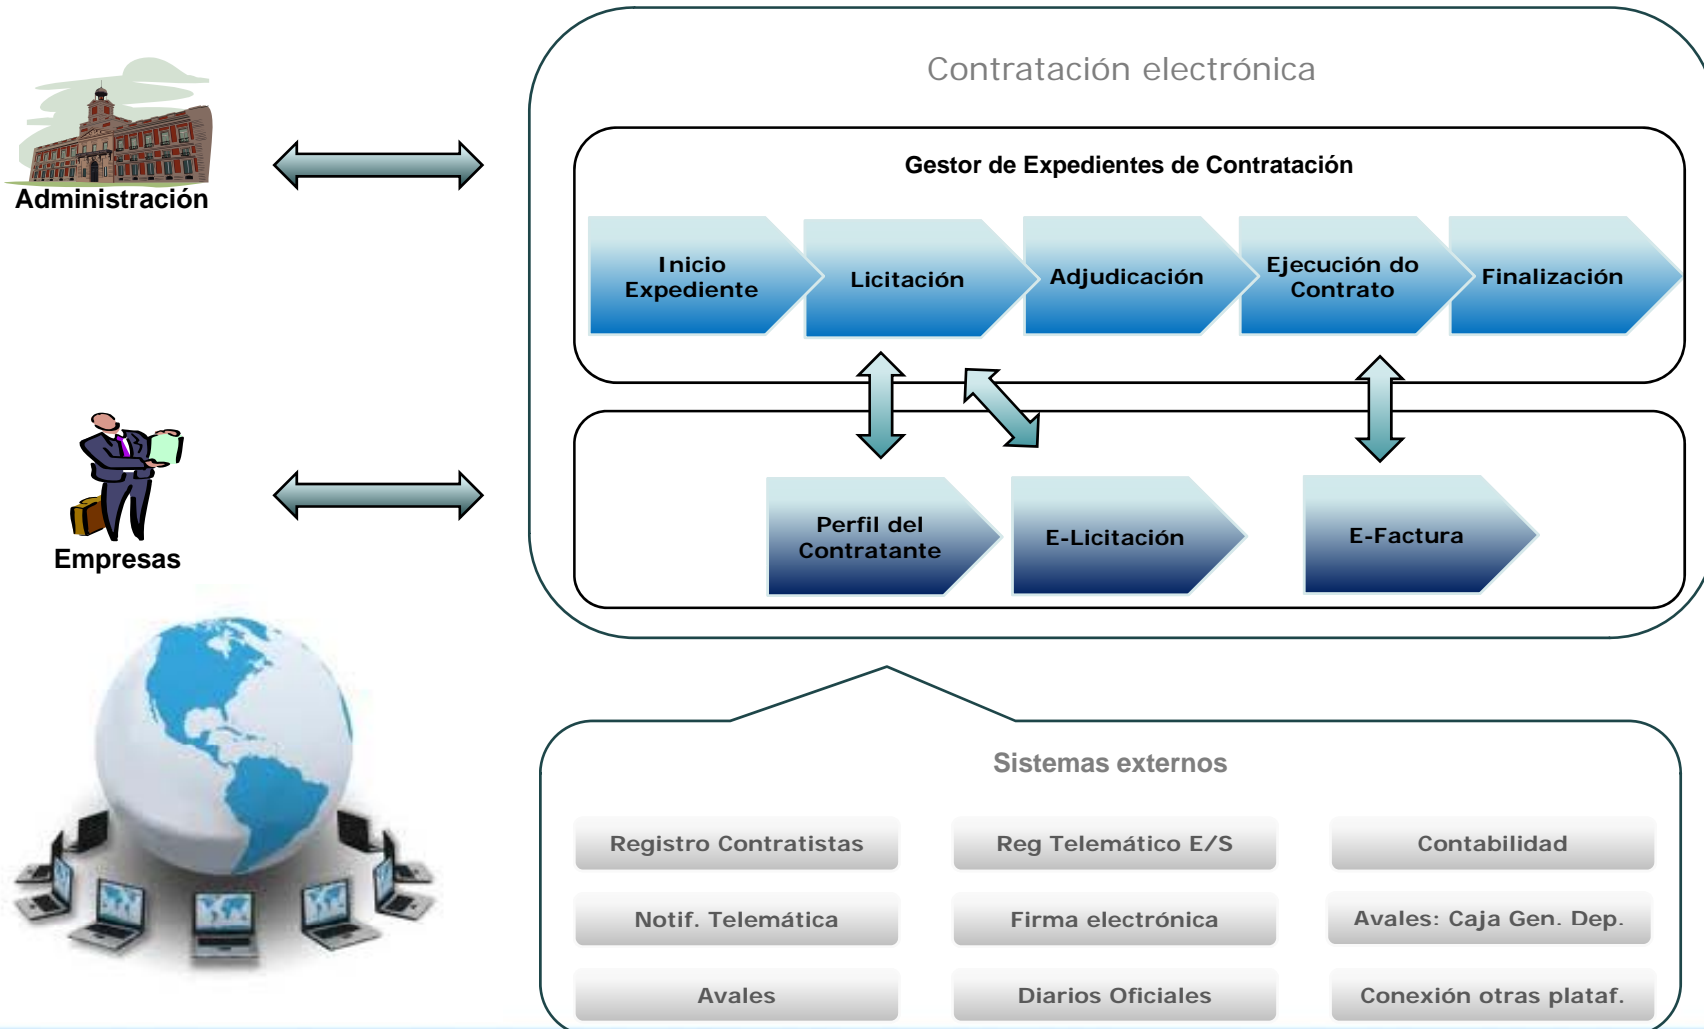 Contratación electrónica
Administración
Gestor de Expedientes de Contratación
Inicio
Expediente
Licitación
Adjudicación
Ejecución do
Contrato
Finalización
Empresas
Perfil del
Contratante
E-Licitación
E-Factura
Sistemas externos
Registro Contratistas
Reg Telemático E/S
Contabilidad
Notif. Telemática
Firma electrónica
Avales: Caja Gen. Dep.
Avales
Diarios Oficiales
Conexión otras plataf.